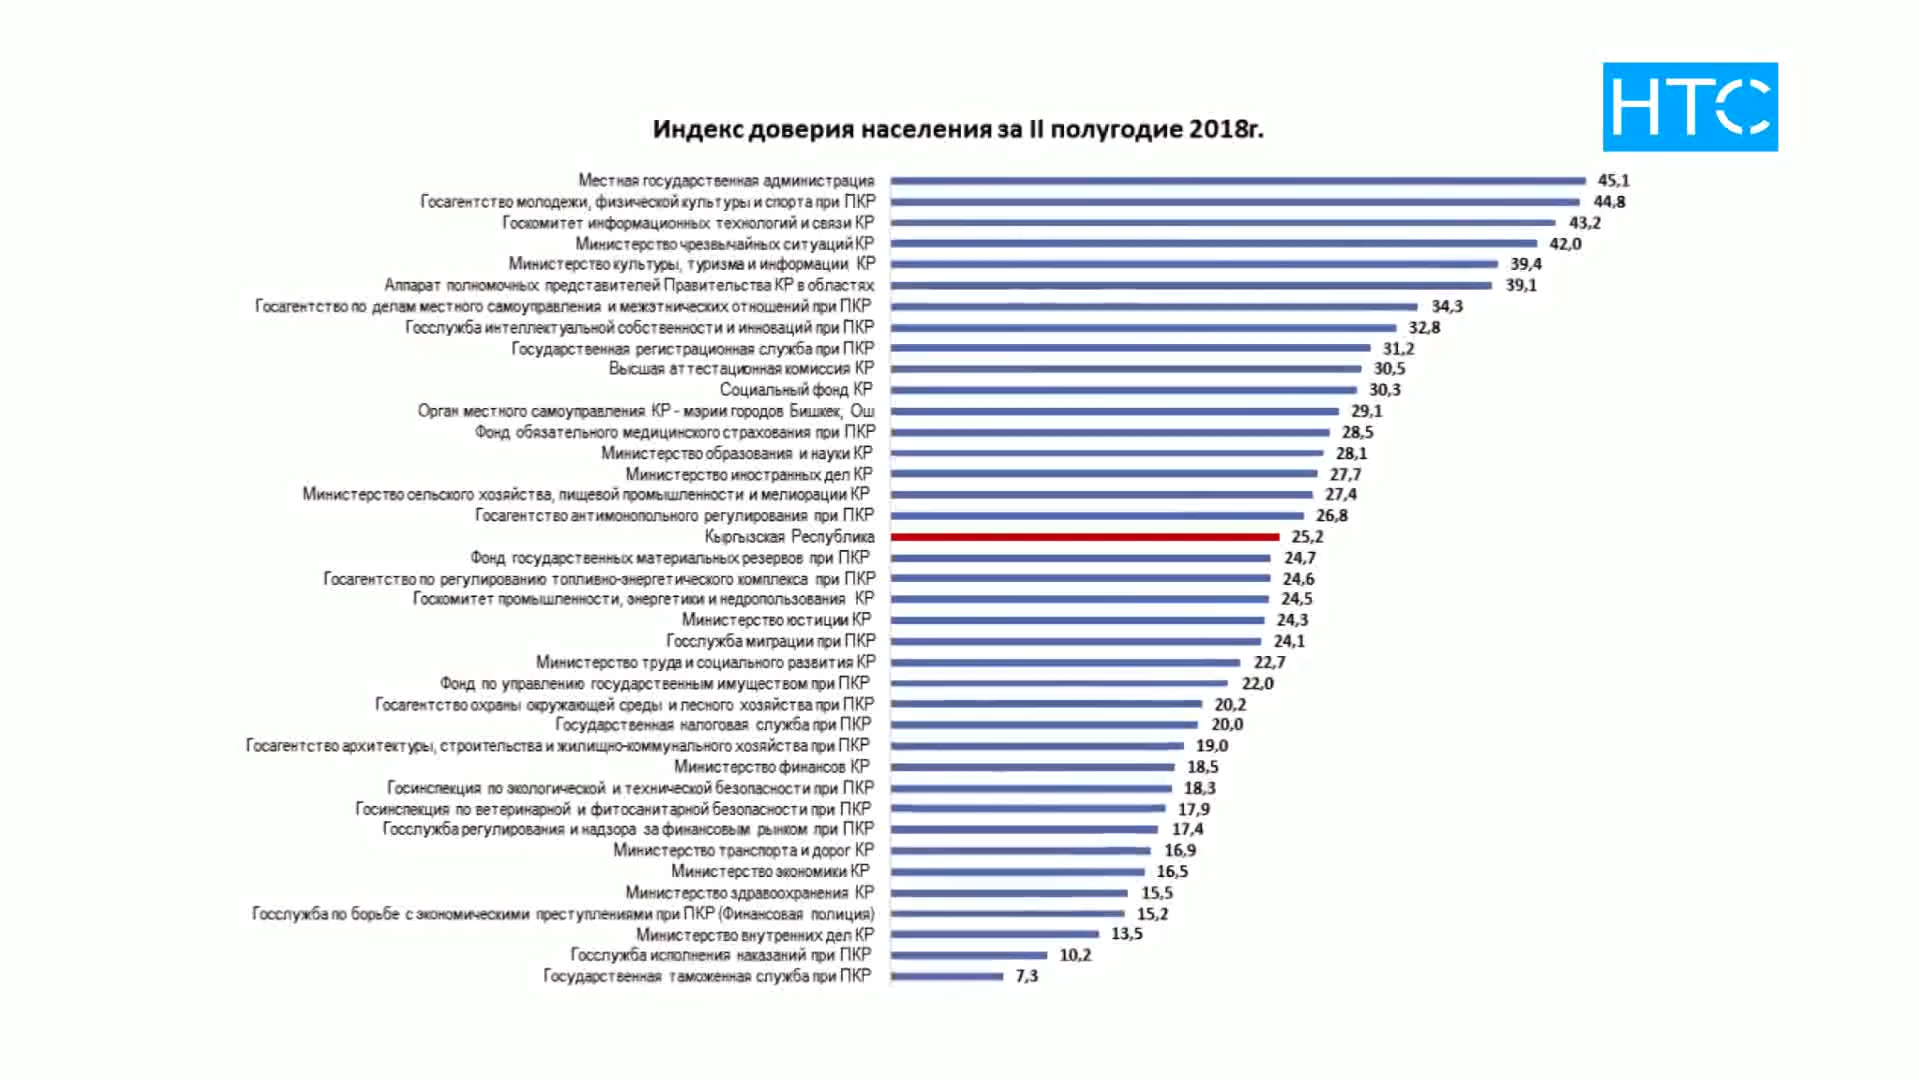 НТС
Индекс доверия населения за II полугодие 2018г.
Местная государственная администрация 45,1
Госагентство молодежи, физической культуры и спорта при ПКР 44,8
Госкомитет информационных технологий и связи КР 43,2
Министерство чрезвычайных ситуаций КР 42,0
Министерство культуры, туризма и информации КР 39,4
Аппарат полномочных представителей Правительства КР в областях 39,1
Госагентство по делам местного самоуправления и межэтнических отношений при ПКР 34,3
Госслужба интеллектуальной собственности и инноваций при ПКР 32,8
Государственная регистрационная служба при ПКР 31,2
Высшая аттестационная комиссия КР 30,5
Социальный фонд КР 30,3
Орган местного самоуправления КР - мэрии городов Бишкек, Ош 29,1
Фонд обязательного медицинского страхования при ПКР 28,5
Министерство образования и науки КР 28,1
Министерство иностранных дел КР 27,7
Министерство сельского хозяйства, пищевой промышленности и мелиорации КР 27,4
Госагентство антимонопольного регулирования при ПКР 26,8
Кыргызская Республика 25,2
Фонд государственных материальных резервов при ПКР 24,7
Госагентство по регулированию топливно-энергетического комплекса при ПКР 24,6
Госкомитет промышленности, энергетики и недропользования КР 24,5
Министерство юстиции КР 24,3
Госслужба миграции при ПКР 24,1
Министерство труда и социального развития КР 22,7
Фонд по управлению государственным имуществом при ПКР 22,0
Госагентство охраны окружающей среды и лесного хозяйства при ПКР 20,2
Государственная налоговая служба при ПКР 20,0
Госагентство архитектуры, строительства и жилищно-коммунального хозяйства при ПКР 19,0
Министерство финансов КР 18,5
Госинспекция по экологической и технической безопасности при ПКР 18,3
Госинспекция по ветеринарной и фитосанитарной безопасности при ПКР 17,9
Госслужба регулирования и надзора за финансовым рынком при ПКР 17,4
Министерство транспорта и дорог КР 16,9
Министерство экономики КР 16,5
Министерство здравоохранения КР 15,5
Госслужба по борьбе с экономическими преступлениями при ПКР (Финансовая полиция) 15,2
Министерство внутренних дел КР 13,5
Госслужба исполнения наказаний при ПКР 10,2
Государственная таможенная служба при ПКР 7,3